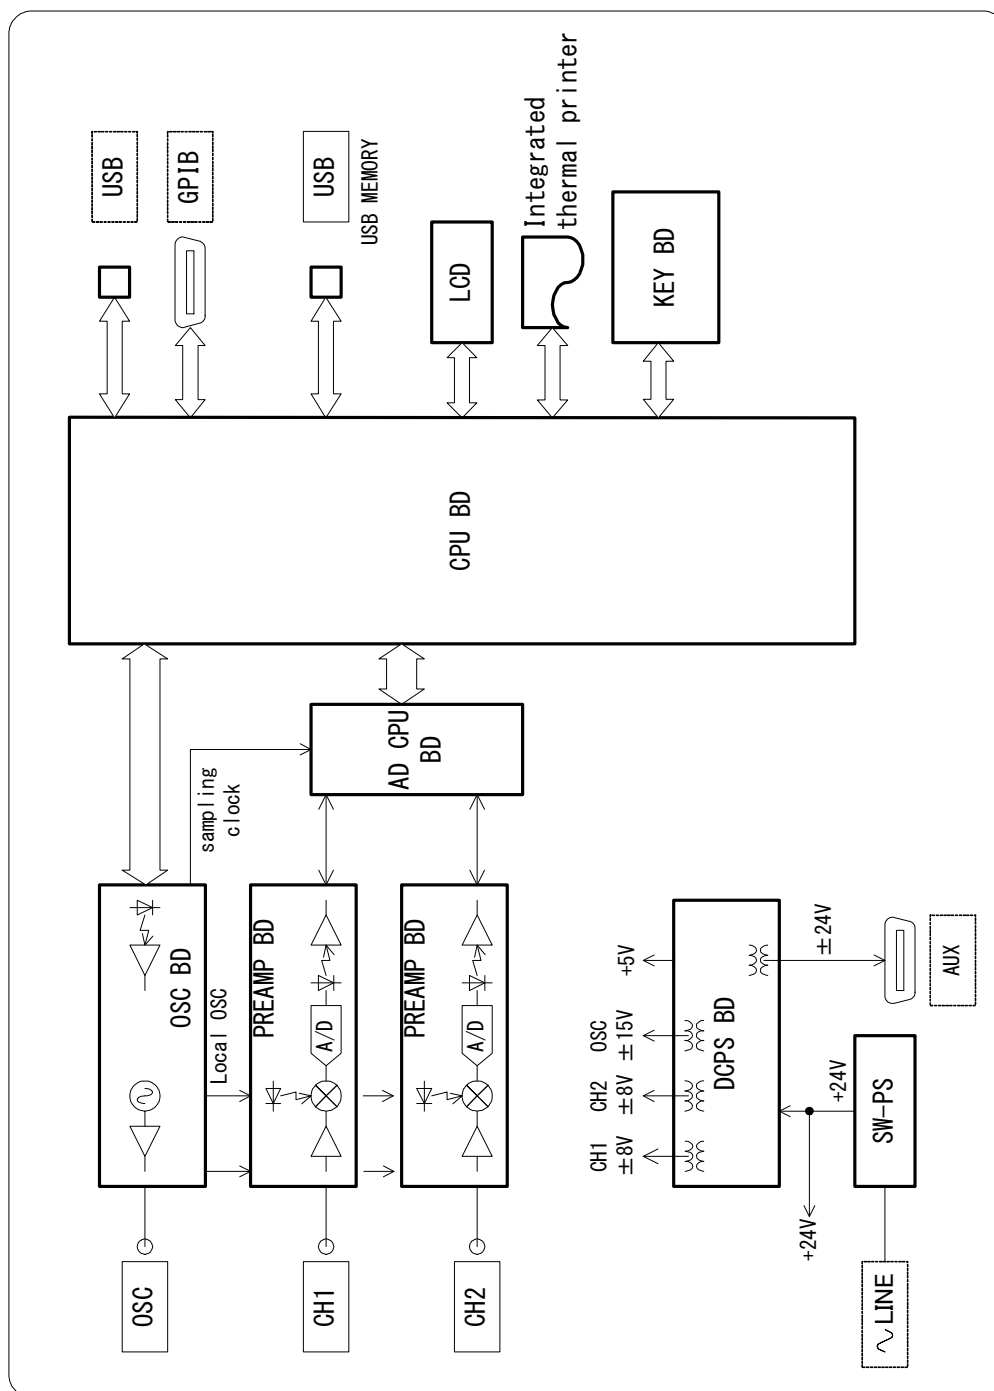 OSC
CH1
CH2
OSC BD
Local OSC
PREAMP BD
A/D
PREAMP BD
A/D
sampling
clock
AD CPU
BD
CPU BD
USB
GPIB
USB
USB MEMORY
LCD
Integrated
thermal printer
KEY BD
CH1
±8V
CH2
±8V
OSC
±15V
+5V
DCPS BD
±24V
AUX
+24V
+24V
SW-PS
LINE